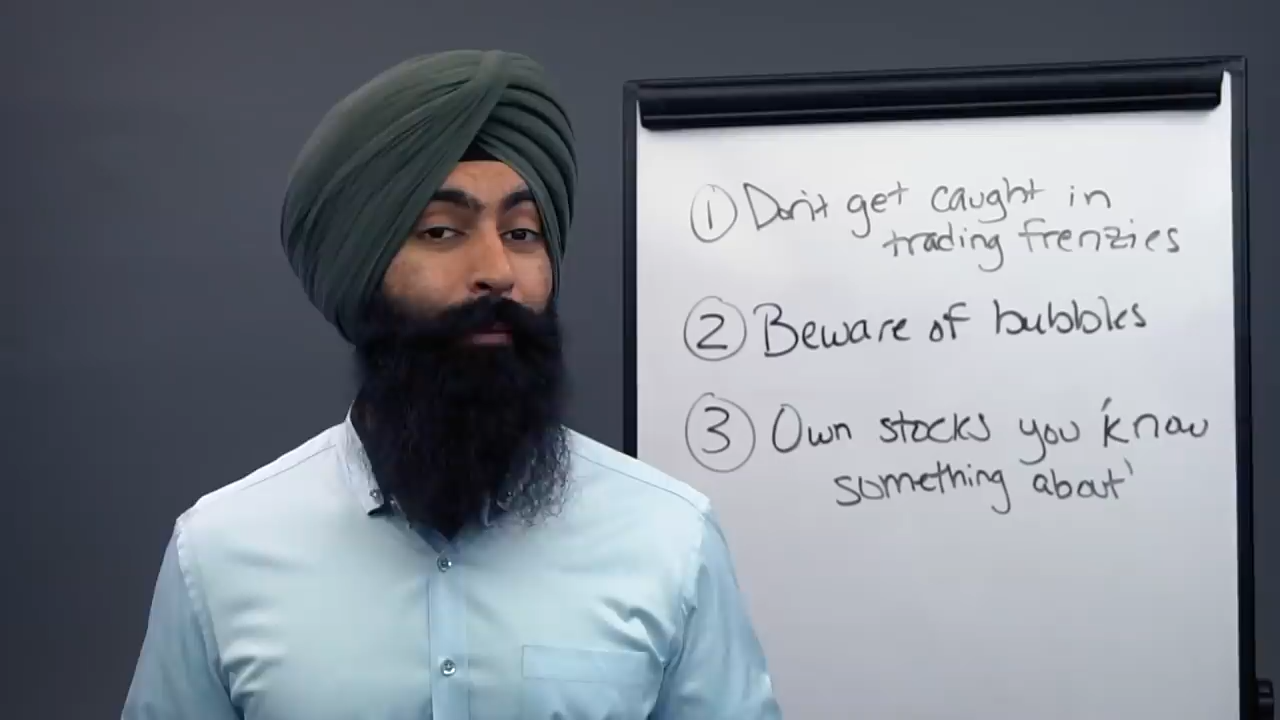 ① Don't get caught in
trading frenzies
② Beware of bubbles
③ Own stocks you 'know
something about'